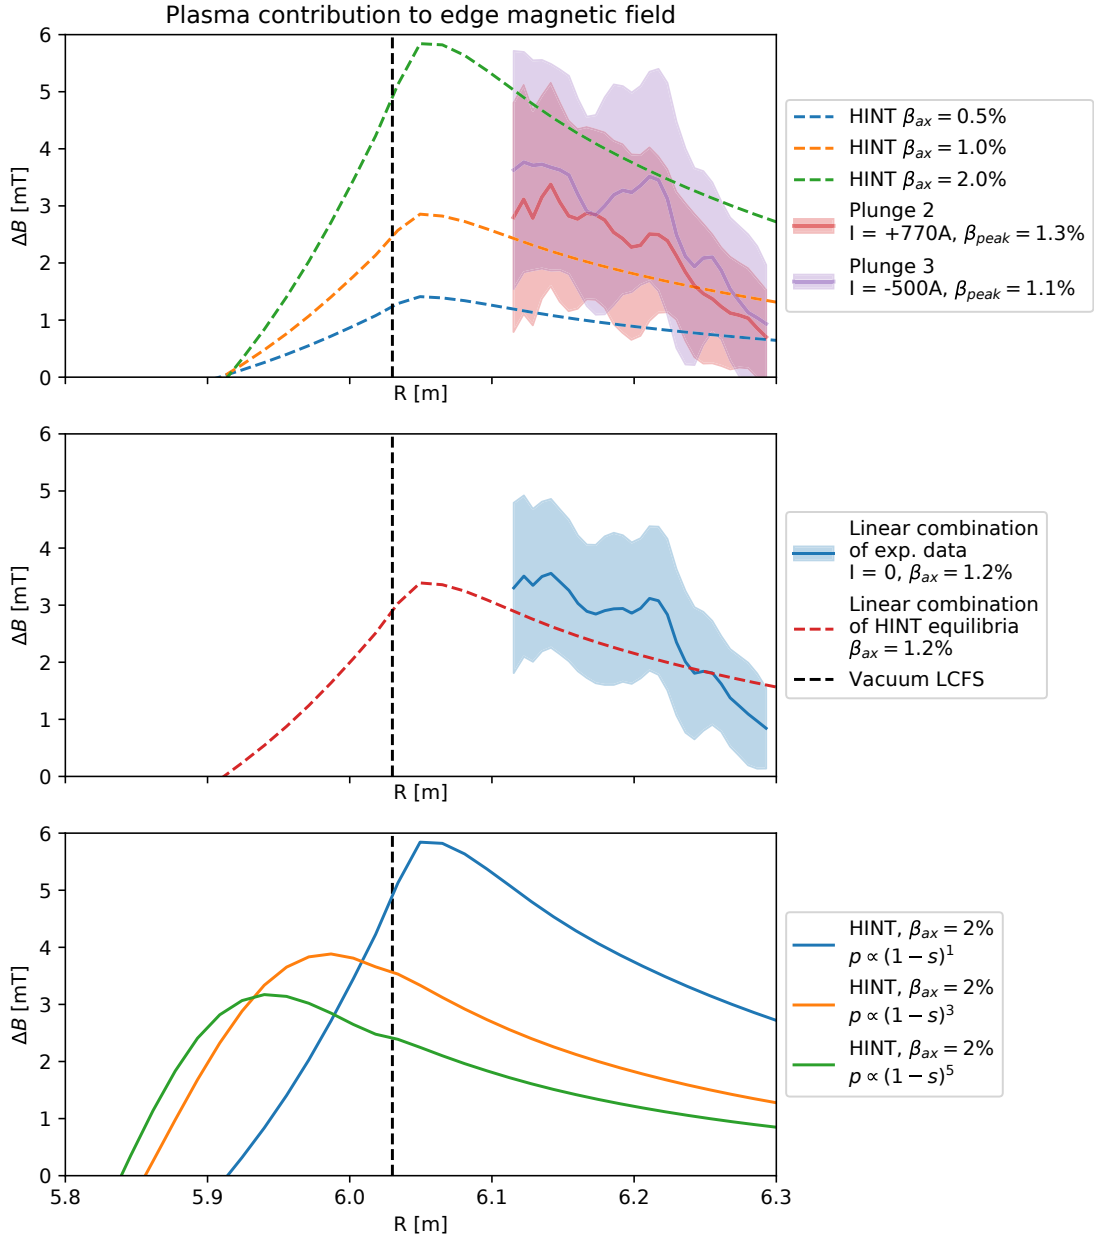 Plasma contribution to edge magnetic field
6
5
4
3
2
1
0
ΔB [mT]
R [m]
HINT β_ax = 0.5%
HINT β_ax = 1.0%
HINT β_ax = 2.0%
Plunge 2
I = +770A, β_peak = 1.3%
Plunge 3
I = -500A, β_peak = 1.1%
6
5
4
3
2
1
0
ΔB [mT]
R [m]
Linear combination
of exp. data
I = 0, β_ax = 1.2%
Linear combination
of HINT equilibria
β_ax = 1.2%
Vacuum LCFS
6
5
4
3
2
1
0
ΔB [mT]
5.8 5.9 6.0 6.1 6.2 6.3
R [m]
HINT, β_ax = 2%
p ∝ (1 − s)^1
HINT, β_ax = 2%
p ∝ (1 − s)^3
HINT, β_ax = 2%
p ∝ (1 − s)^5